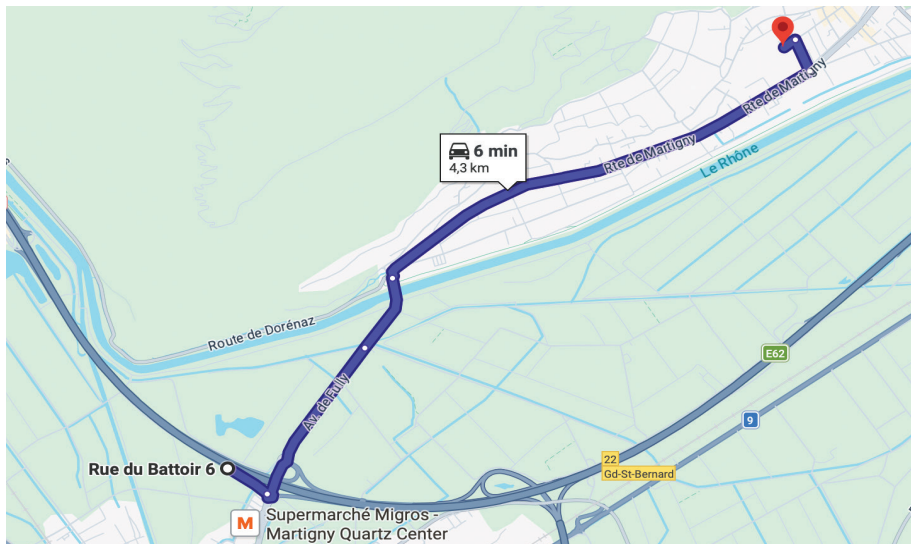 Rte de Martigny
Rte de Martigny
6 min
4,3 km
Le Rhône
Route de Dorénaz
E62
Av. de Fully
9
Rue du Battoir 6
22
Gd-St-Bernard
M
Supermarché Migros -
Martigny Quartz Center